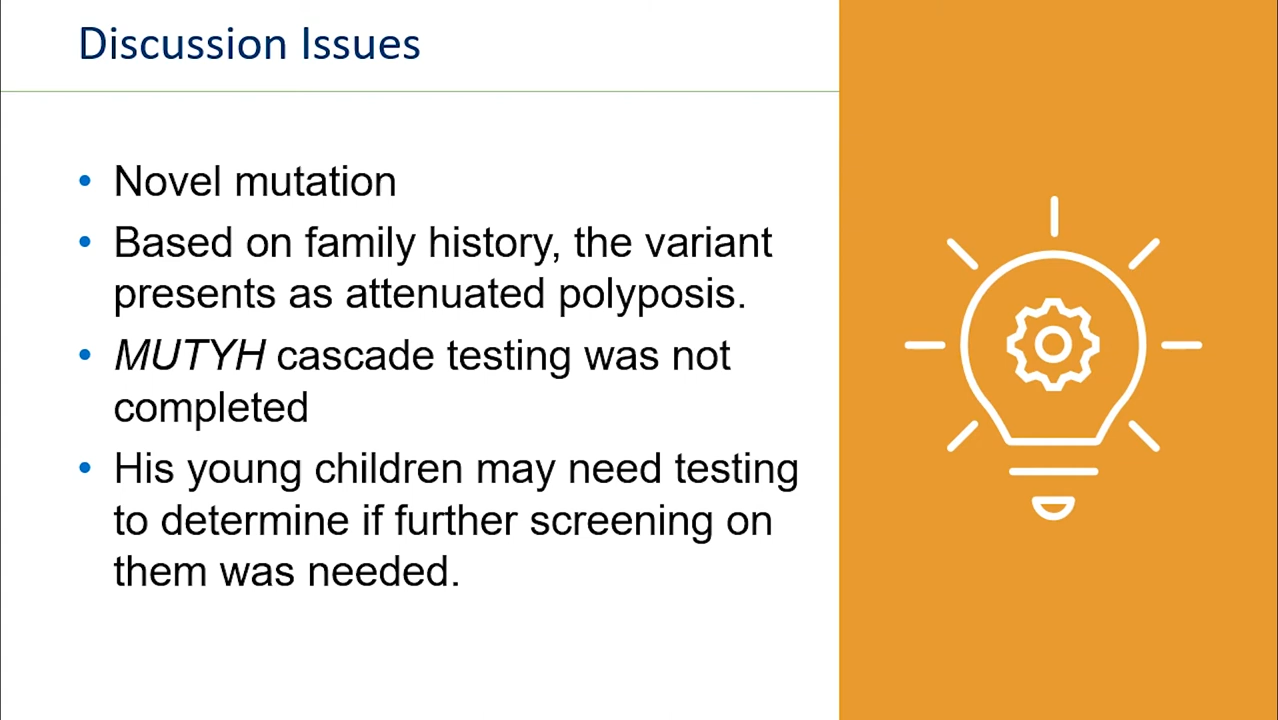 Discussion Issues
• Novel mutation
• Based on family history, the variant
presents as attenuated polyposis.
• MUTYH cascade testing was not
completed
• His young children may need testing
to determine if further screening on
them was needed.